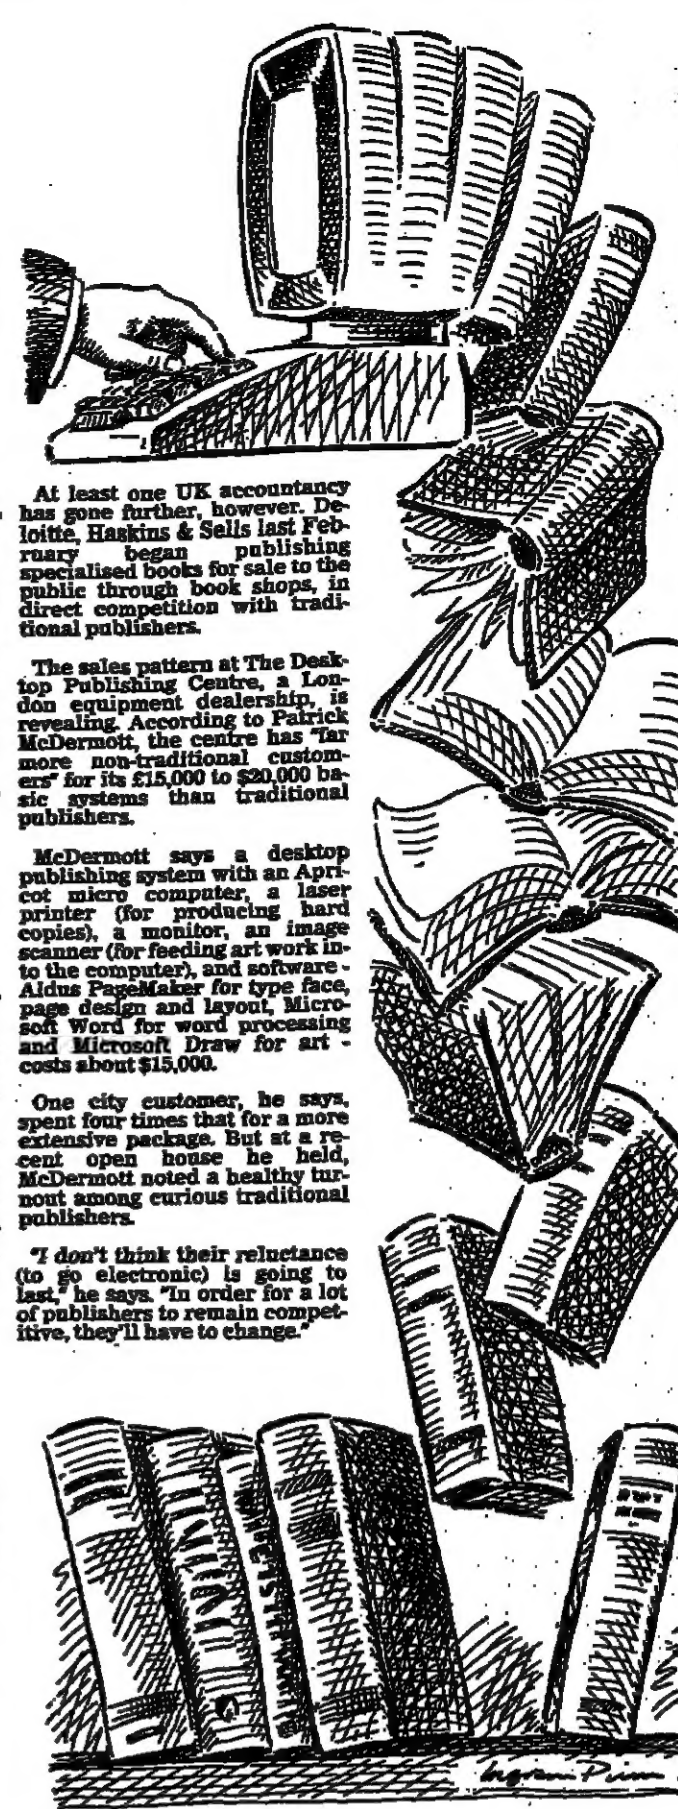 At least one UK accountancy
has gone further, however. De-
loitte, Haskins & Sells last Feb-
ruary began publishing
specialised books for sale to the
public through book shops, in
direct competition with tradi-
tional publishers.
The sales pattern at The Desk-
top Publishing Centre, a Lon-
don equipment dealership, is
revealing. According to Patrick
McDermott, the centre has "far
more non-traditional custom-
ers" for its £15,000 to $20,000 ba-
sic systems than traditional
publishers.
McDermott says a desktop
publishing system with an Apri-
cot micro computer, a laser
printer (for producing hard
copies), a monitor, an image
scanner (for feeding art work in-
to the computer), and software -
Aldus PageMaker for type face,
page design and layout, Micro-
soft Word for word processing
and Microsoft Draw for art -
costs about $15,000.
One city customer, he says,
spent four times that for a more
extensive package. But at a re-
cent open house he held,
McDermott noted a healthy tur-
nout among curious traditional
publishers.
"I don't think their reluctance
(to go electronic) is going to
last," he says. "In order for a lot
of publishers to remain compet-
itive, they'll have to change."
Ingram Pinn